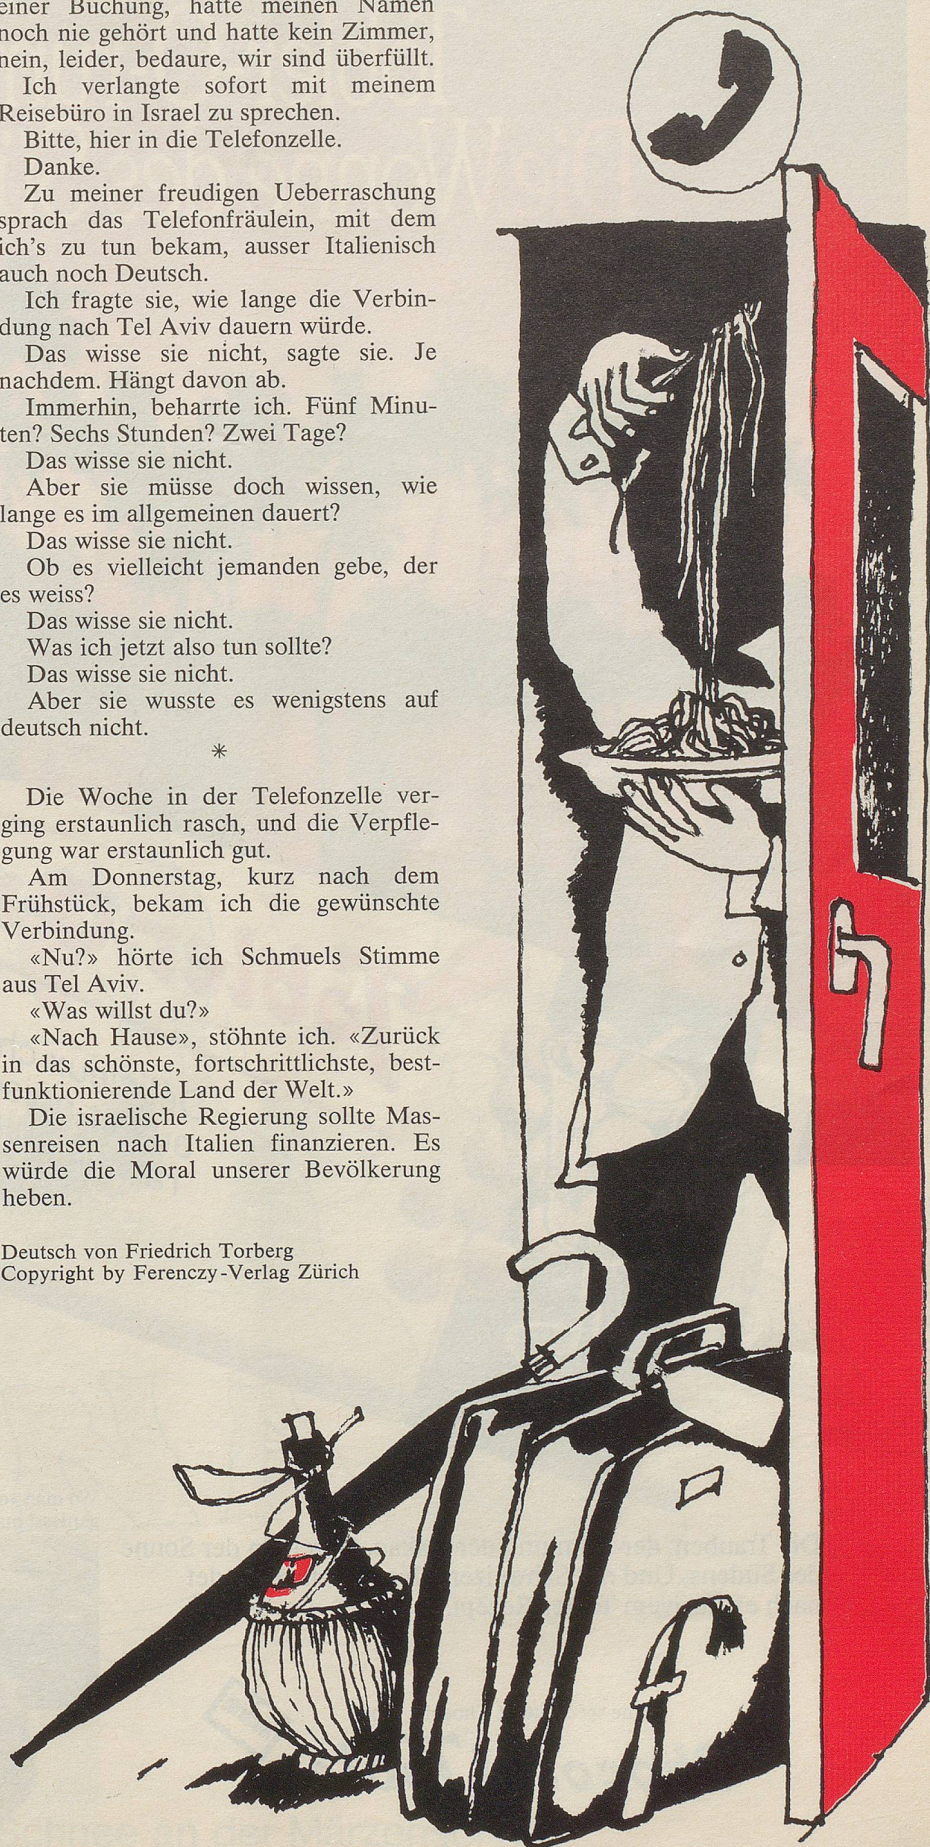 einer Buchung, hatte meinen Namen
noch nie gehört und hatte kein Zimmer,
nein, leider, bedaure, wir sind überfüllt.
Ich verlangte sofort mit meinem
Reisebüro in Israel zu sprechen.
Bitte, hier in die Telefonzelle.
Danke.
Zu meiner freudigen Ueberraschung
sprach das Telefonfräulein, mit dem
ich's zu tun bekam, ausser Italienisch
auch noch Deutsch.
Ich fragte sie, wie lange die Verbin-
dung nach Tel Aviv dauern würde.
Das wisse sie nicht, sagte sie. Je
nachdem. Hängt davon ab.
Immerhin, beharrte ich. Fünf Minu-
ten? Sechs Stunden? Zwei Tage?
Das wisse sie nicht.
Aber sie müsse doch wissen, wie
lange es im allgemeinen dauert?
Das wisse sie nicht.
Ob es vielleicht jemanden gebe, der
es weiss?
Das wisse sie nicht.
Was ich jetzt also tun sollte?
Das wisse sie nicht.
Aber sie wusste es wenigstens auf
deutsch nicht.
*
Die Woche in der Telefonzelle ver-
ging erstaunlich rasch, und die Verpfle-
gung war erstaunlich gut.
Am Donnerstag, kurz nach dem
Frühstück, bekam ich die gewünschte
Verbindung.
«Nu?» hörte ich Schmuels Stimme
aus Tel Aviv.
«Was willst du?»
«Nach Hause», stöhnte ich. «Zurück
in das schönste, fortschrittlichste, best-
funktionierende Land der Welt.»
Die israelische Regierung sollte Mas-
senreisen nach Italien finanzieren. Es
würde die Moral unserer Bevölkerung
heben.
Deutsch von Friedrich Torberg
Copyright by Ferenczy-Verlag Zürich